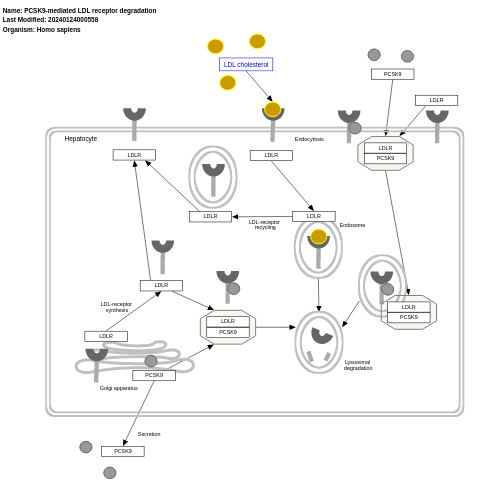 Name: PCSK9-mediated LDL receptor degradation
Last Modified: 20240124000558
Organism: Homo sapiens
LDL cholesterol
PCSK9
LDLR
Hepatocyte
Endocytosis
LDLR
LDLR
LDLR
PCSK9
LDLR
LDL-receptor
recycling
LDLR
Endosome
LDLR
LDL-receptor
synthesis
LDLR
PCSK9
LDLR
PCSK9
LDLR
PCSK9
Golgi apparatus
Lysosomal
degradation
Secretion
PCSK9